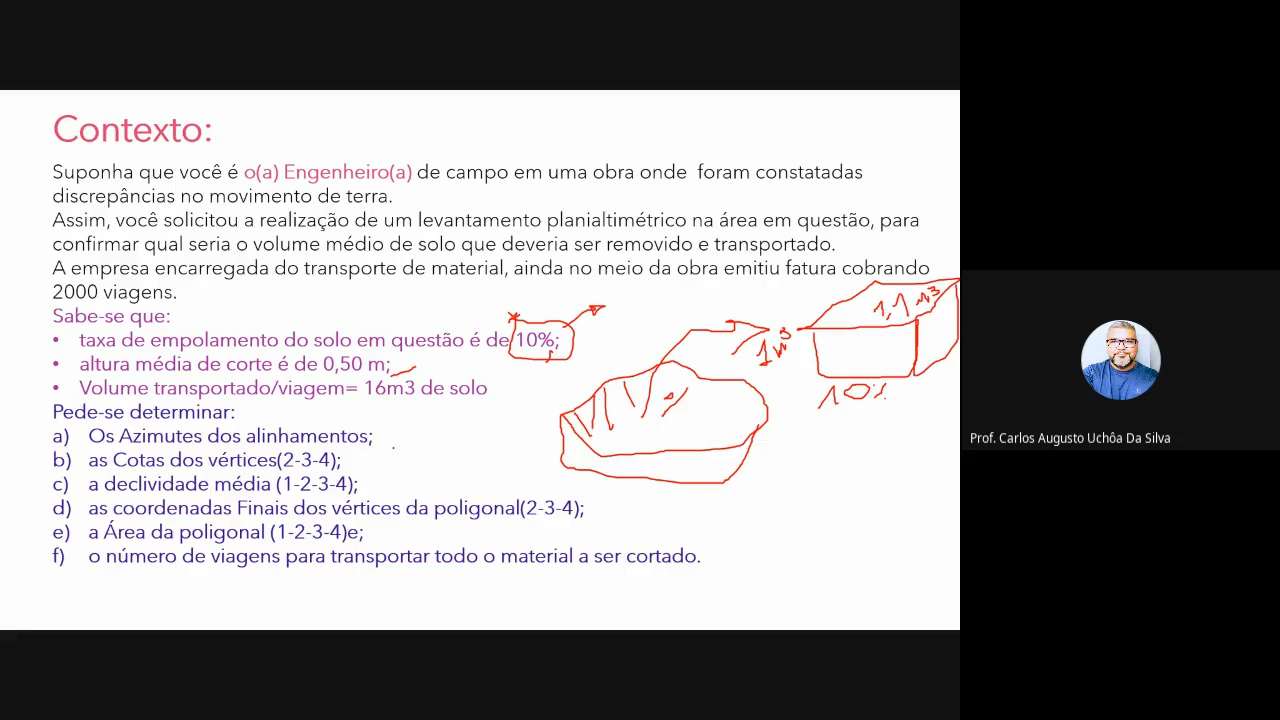 Contexto:
Suponha que você é o(a) Engenheiro(a) de campo em uma obra onde foram constatadas
discrepâncias no movimento de terra.
Assim, você solicitou a realização de um levantamento planialtimétrico na área em questão, para
confirmar qual seria o volume médio de solo que deveria ser removido e transportado.
A empresa encarregada do transporte de material, ainda no meio da obra emitiu fatura cobrando
2000 viagens.
Sabe-se que:
• taxa de empolamento do solo em questão é de 10%;
• altura média de corte é de 0,50 m;
• Volume transportado/viagem= 16m3 de solo
Pede-se determinar:
a) Os Azimutes dos alinhamentos;
b) as Cotas dos vértices(2-3-4);
c) a declividade média (1-2-3-4);
d) as coordenadas Finais dos vértices da poligonal(2-3-4);
e) a Área da poligonal (1-2-3-4)e;
f) o número de viagens para transportar todo o material a ser cortado.
1m³
1,1 m³
10%
Prof. Carlos Augusto Uchôa Da Silva